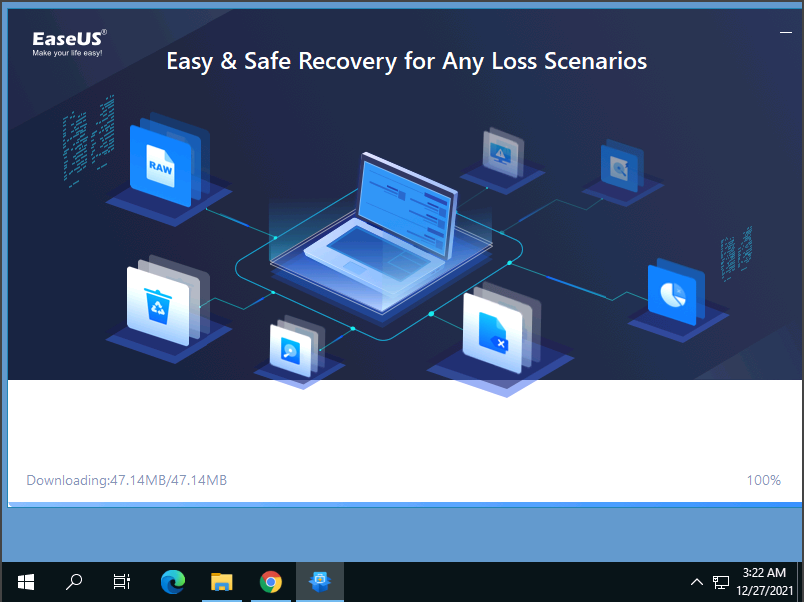 EaseUS®
Make your life easy!
Easy & Safe Recovery for Any Loss Scenarios
RAW
Downloading:47.14MB/47.14MB
100%
3:22 AM
12/27/2021